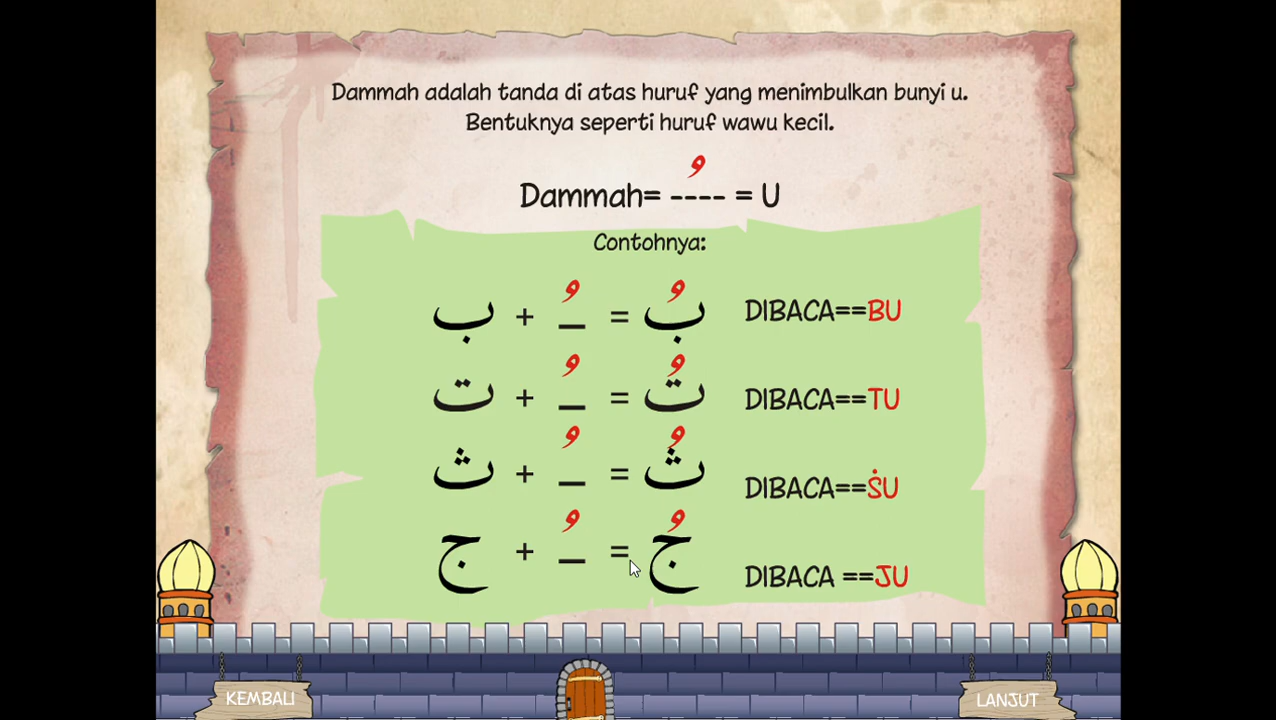 Dammah adalah tanda di atas huruf yang menimbulkan bunyi u.
Bentuknya seperti huruf wawu kecil.
Dammah= ---ُ- = U
Contohnya:
ب + ـُ = بُ DIBACA==BU
ت + ـُ = تُ DIBACA==TU
ث + ـُ = ثُ DIBACA==ṠU
ج + ـُ = جُ DIBACA ==JU
KEMBALI
LANJUT